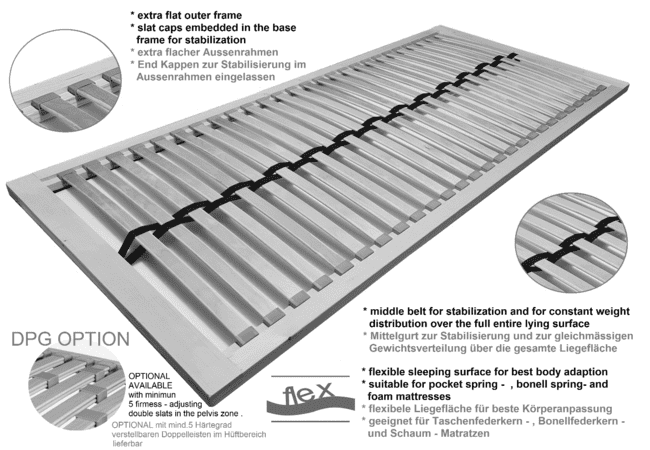 * extra flat outer frame
* slat caps embedded in the base
frame for stabilization
* extra flacher Aussenrahmen
* End Kappen zur Stabilisierung im
Aussenrahmen eingelassen
* middle belt for stabilization and for constant weight
distribution over the full entire lying surface
* Mittelgurt zur Stabilisierung und zur gleichmässigen
Gewichtsverteilung über die gesamte Liegefläche
DPG OPTION
OPTIONAL
AVAILABLE
with minimun
5 firmess - adjusting
double slats in the pelvis zone .
OPTIONAL mit mind.5 Härtegrad
verstellbaren Doppelleisten im Hüftbereich
lieferbar
flex
* flexible sleeping surface for best body adaption
* suitable for pocket spring - , bonell spring- and
foam mattresses
* flexibele Liegefläche für beste Körperanpassung
* geeignet für Taschenfederkern - , Bonellfederkern -
und Schaum - Matratzen